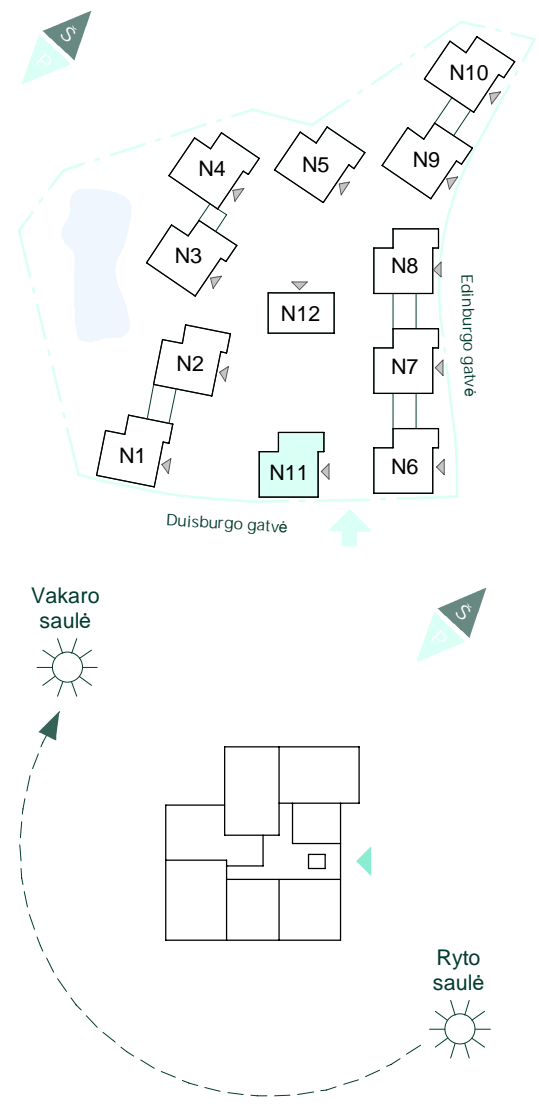 Š
P
N10
N4
N5
N9
N3
N8
N12
Edinburgo gatvė
N2
N7
N1
N11
N6
Duisburgo gatvė
Vakaro
saulė
Š
P
Ryto
saulė